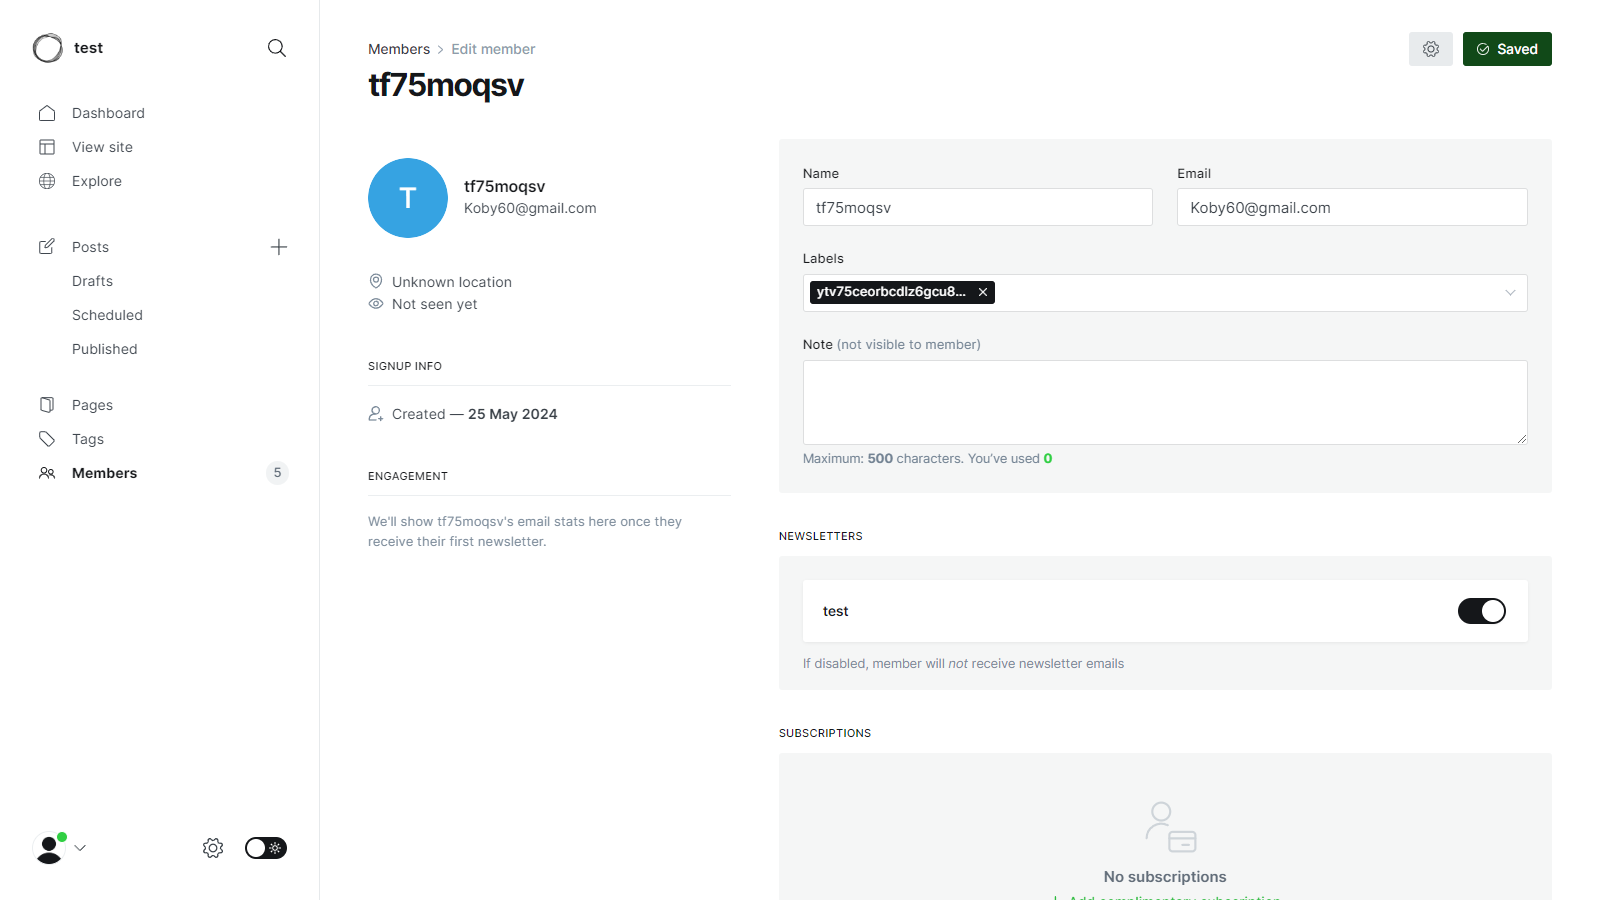 test
Dashboard
View site
Explore
Posts
Drafts
Scheduled
Published
Pages
Tags
Members 5
Members > Edit member
tf75moqsv
Saved
T
tf75moqsv
Koby60@gmail.com
Unknown location
Not seen yet
SIGNUP INFO
Created — 25 May 2024
ENGAGEMENT
We'll show tf75moqsv's email stats here once they
receive their first newsletter.
Name
tf75moqsv
Email
Koby60@gmail.com
Labels
ytv75ceorbcdlz6gcu8...
Note (not visible to member)
Maximum: 500 characters. You've used 0
NEWSLETTERS
test
If disabled, member will not receive newsletter emails
SUBSCRIPTIONS
No subscriptions
Add complimentary subscription